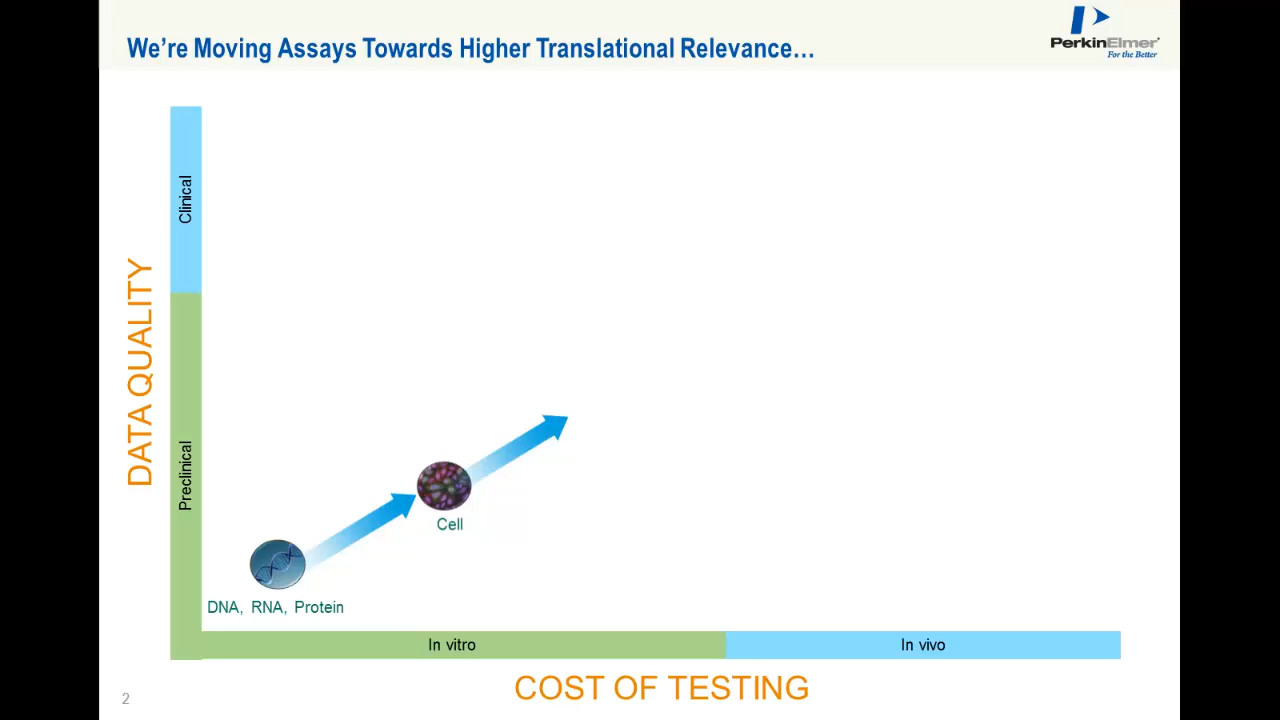 We're Moving Assays Towards Higher Translational Relevance…
PerkinElmer
For the Better
Clinical
DATA QUALITY
Preclinical
Cell
DNA, RNA, Protein
In vitro
In vivo
COST OF TESTING
2